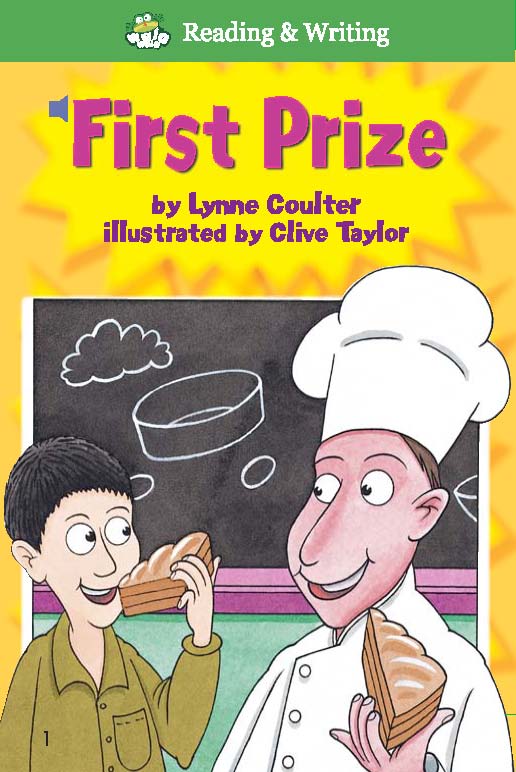 Reading & Writing
First Prize
by Lynne Coulter
illustrated by Clive Taylor
1